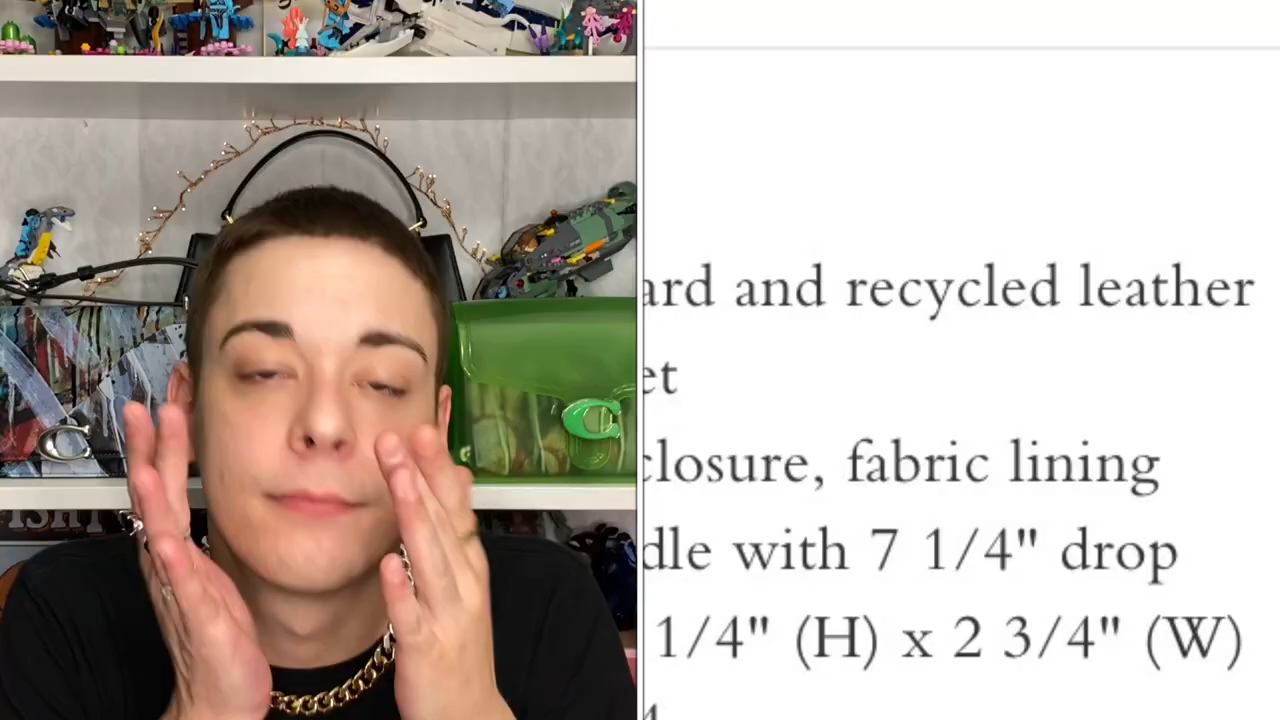 ard and recycled leather
et
closure, fabric lining
dle with 7 1/4" drop
1/4" (H) x 2 3/4" (W)